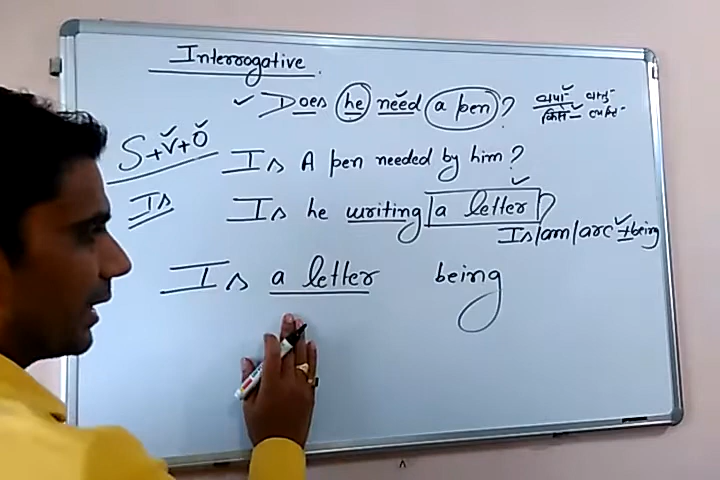 Interrogative
Does he need a pen? क्या वस्तु
किसे
S+V+O
Is A pen needed by him?
Is
Is he writing a letter?
Is/am/are +being
Is a letter being